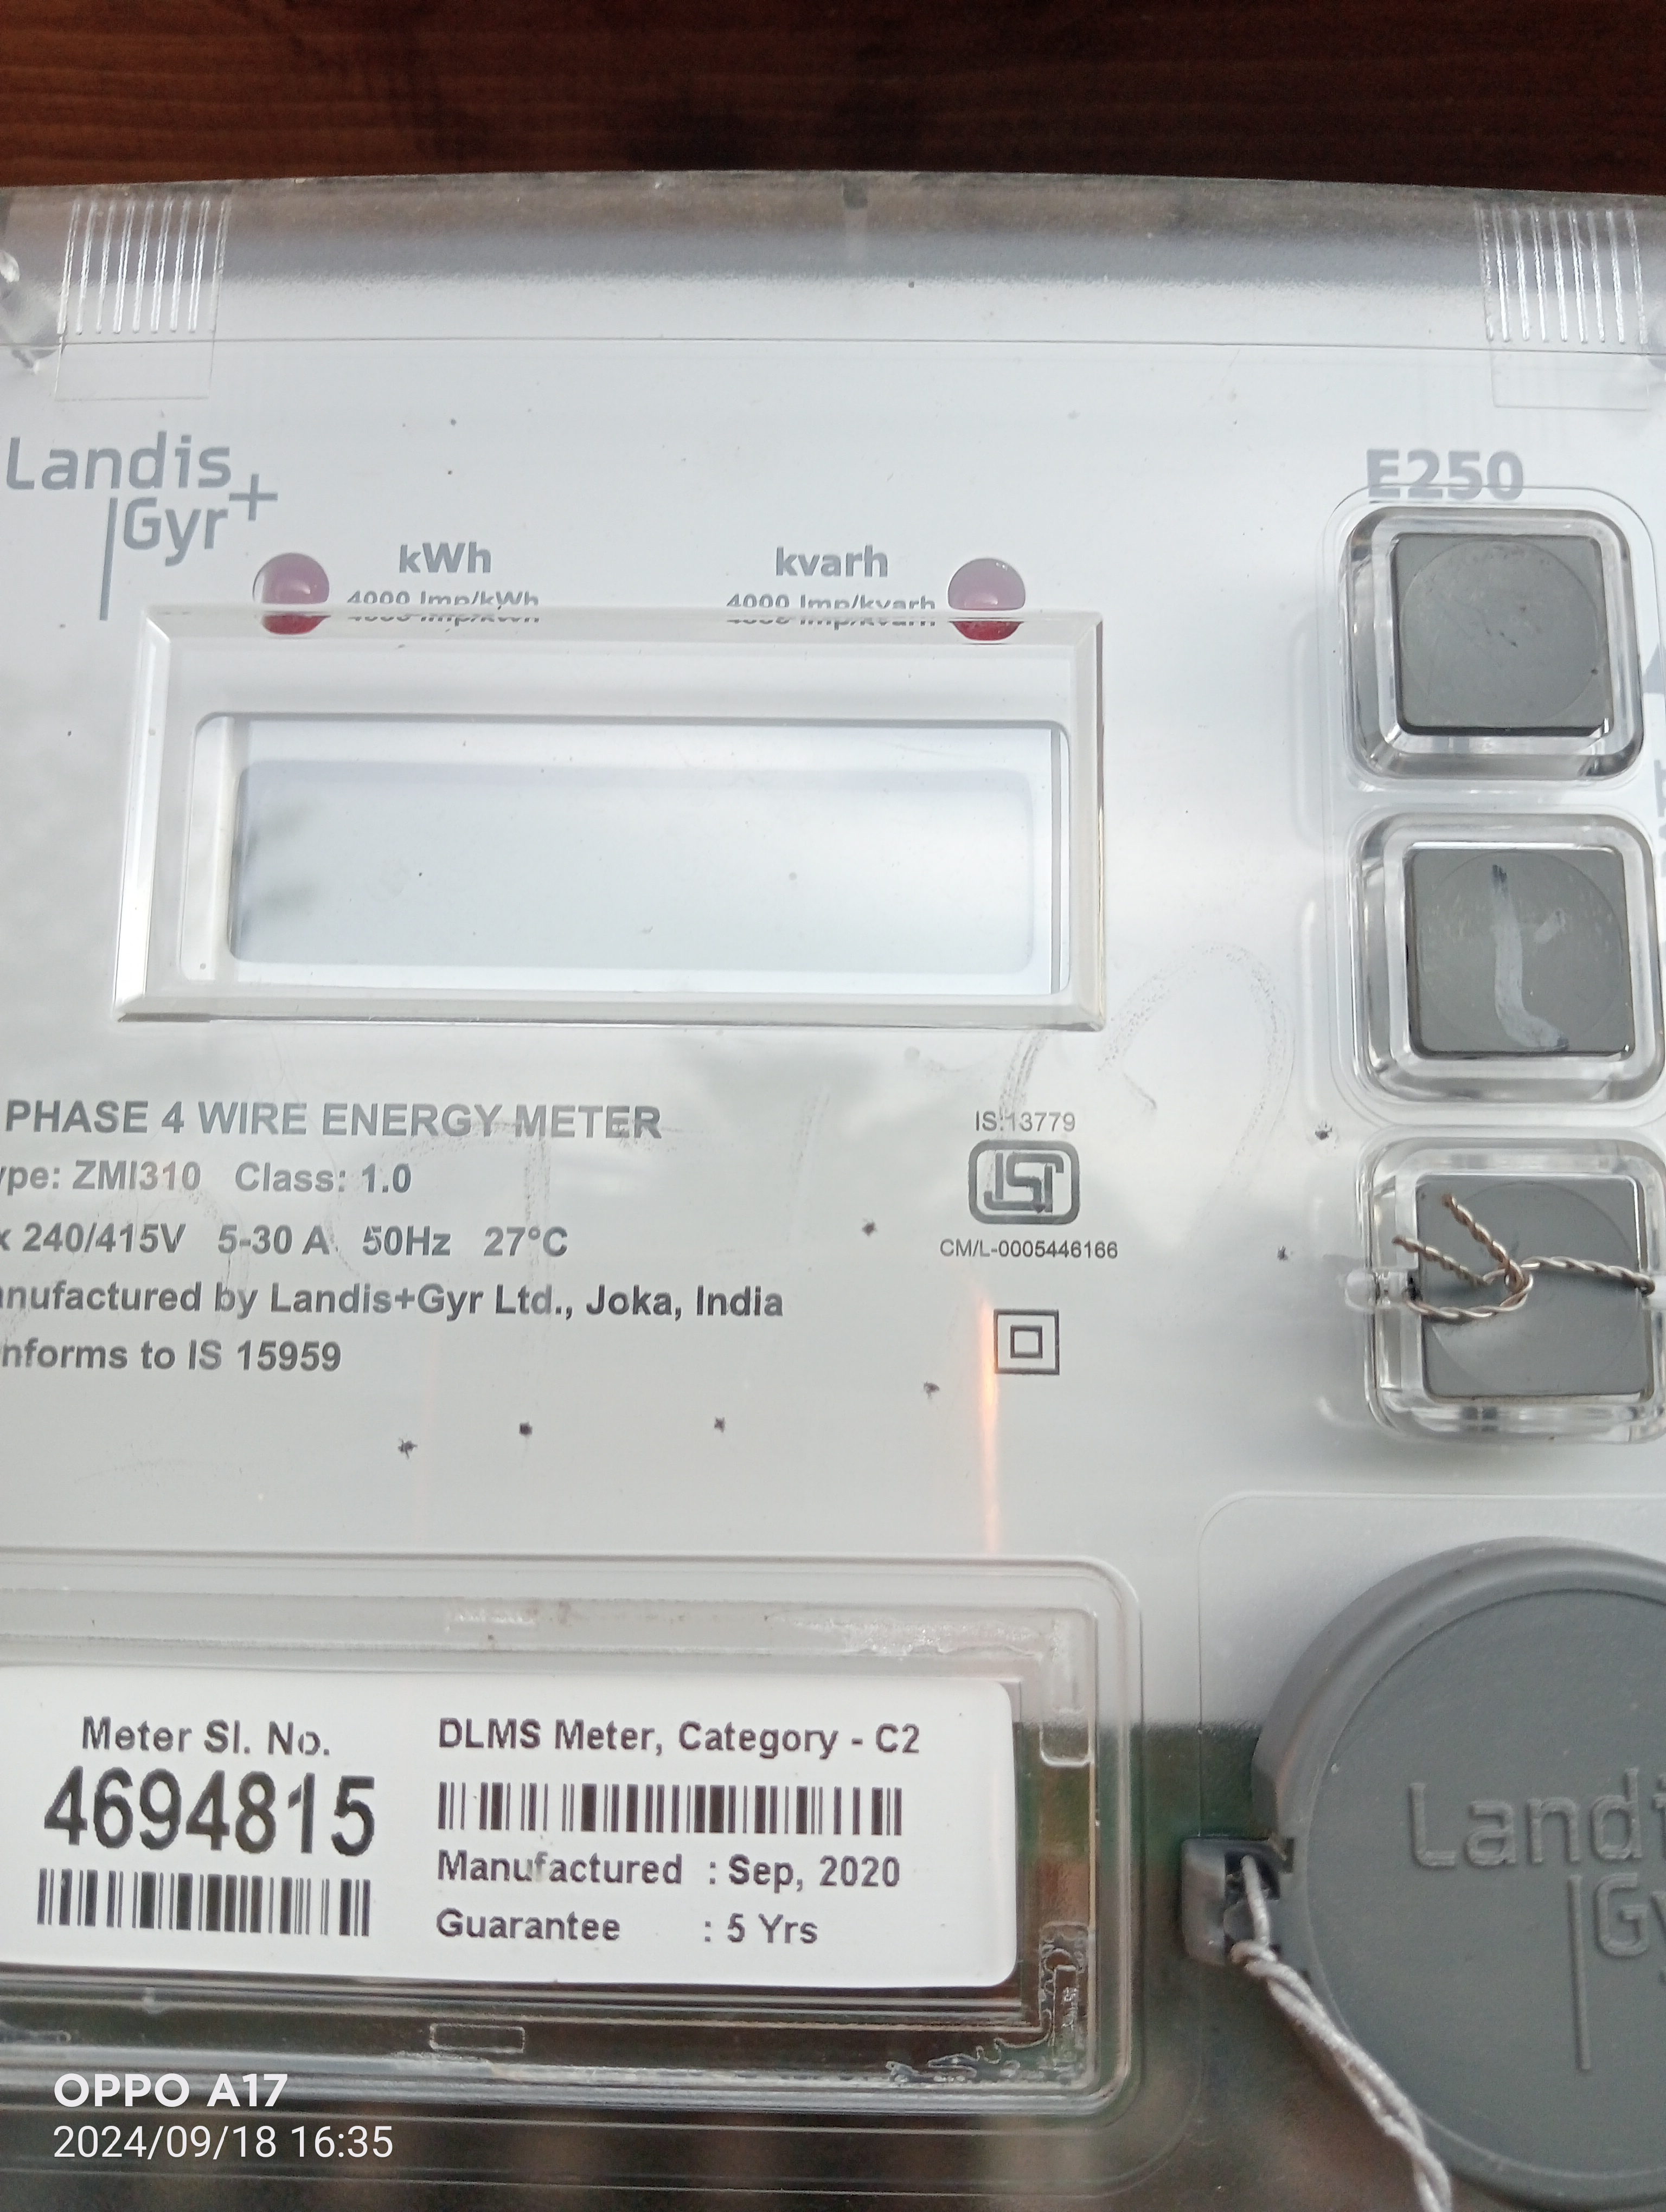 Landis
Gyr+
E250
kWh
4000 Imp/kWh
kvarh
4000 Imp/kvarh
PHASE 4 WIRE ENERGY METER
ype: ZMI310 Class: 1.0
x 240/415V 5-30 A 50Hz 27°C
anufactured by Landis+Gyr Ltd., Joka, India
nforms to IS 15959
IS:13779
ISI
CM/L-0005446166
Meter Sl. No.
4694815
DLMS Meter, Category - C2
Manufactured : Sep, 2020
Guarantee : 5 Yrs
Landi
Gy
OPPO A17
2024/09/18 16:35